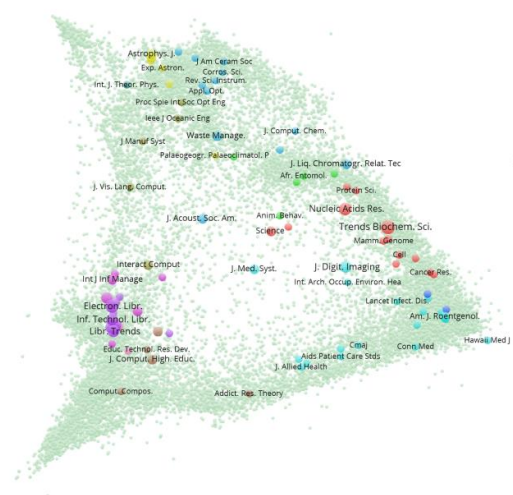 Astrophys. J.
J Am Ceram Soc
Exp. Astron.
Corros. Sci.
Int. J. Theor. Phys.
Rev. Sci. Instrum.
Appl. Opt.
Proc Spie Int Soc Opt Eng
Ieee J Oceanic Eng
J. Comput. Chem.
Waste Manage.
J Manuf Syst
Palaeogeogr. Palaeoclimatol. P
J. Liq. Chromatogr. Relat. Tec
Afr. Entomol.
J. Vis. Lang. Comput.
Protein Sci.
Nucleic Acids Res.
J. Acoust. Soc. Am.
Anim. Behav.
Trends Biochem. Sci.
Science
Mamm. Genome
Cell
Interact Comput
J. Med. Syst.
J. Digit. Imaging
Cancer Res.
Int J Inf Manage
Int. Arch. Occup. Environ. Hea
Lancet Infect. Dis.
Electron. Libr.
Am. J. Roentgenol.
Inf. Technol. Libr.
Libr. Trends
Hawaii Med J
Cmaj
Conn Med
Educ. Technol. Res. Dev.
Aids Patient Care Stds
J. Comput. High. Educ.
J. Allied Health
Comput. Compos.
Addict. Res. Theory